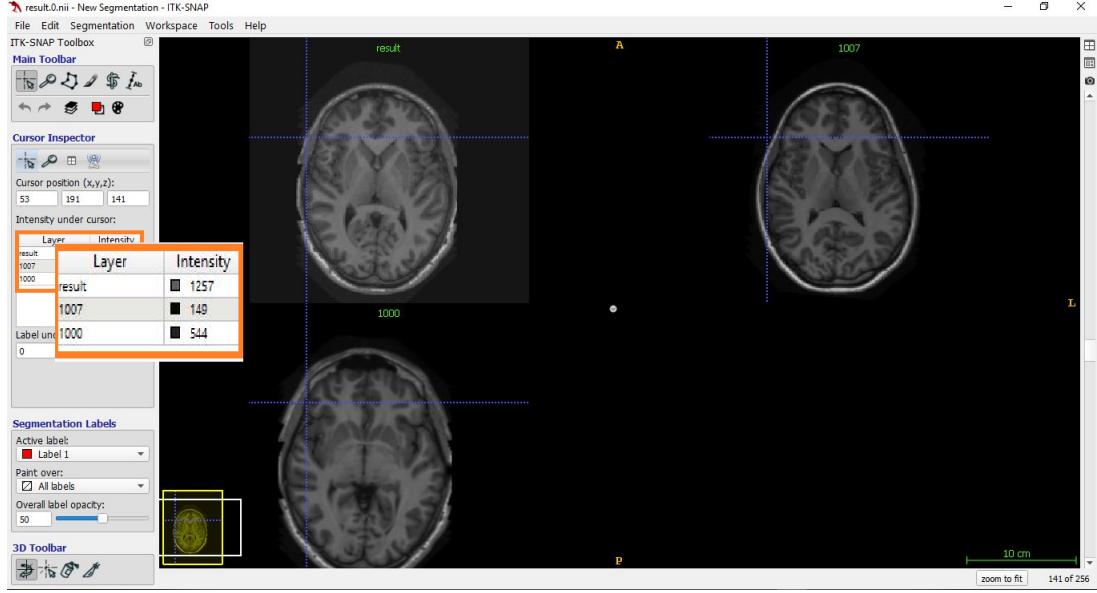 result.0.nii - New Segmentation - ITK-SNAP
File Edit Segmentation Workspace Tools Help
ITK-SNAP Toolbox
Main Toolbar
Cursor Inspector
Cursor position (x,y,z):
53 191 141
Intensity under cursor:
Layer Intensity
result
1007
1000
Layer Intensity
result 1257
1007 149
1000 544
Label und
0
Segmentation Labels
Active label:
Label 1
Paint over:
All labels
Overall label opacity:
50
3D Toolbar
result
A
1007
1000
L
P
10 cm
zoom to fit 141 of 256